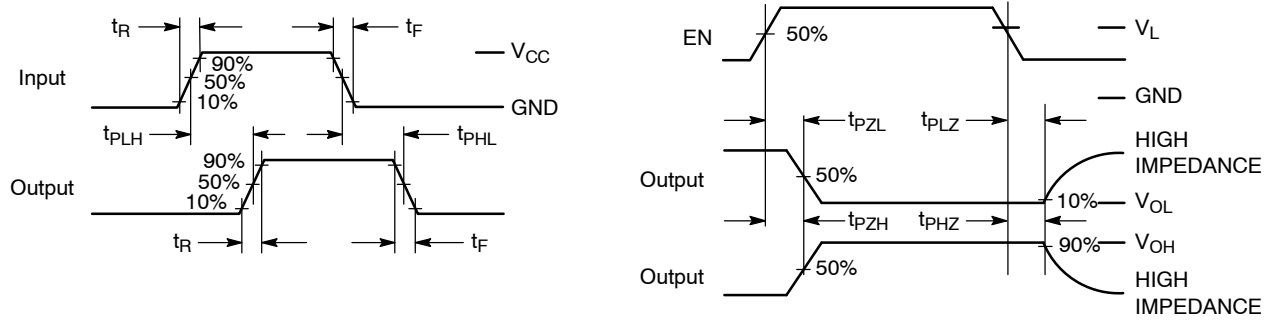 tR
tF
Input
90%
50%
10%
VCC
GND
tPLH
tPHL
Output
90%
50%
10%
tR
tF
EN
50%
VL
GND
tPZL
tPLZ
Output
50%
HIGH
IMPEDANCE
10%
VOL
tPZH
tPHZ
Output
50%
90%
VOH
HIGH
IMPEDANCE